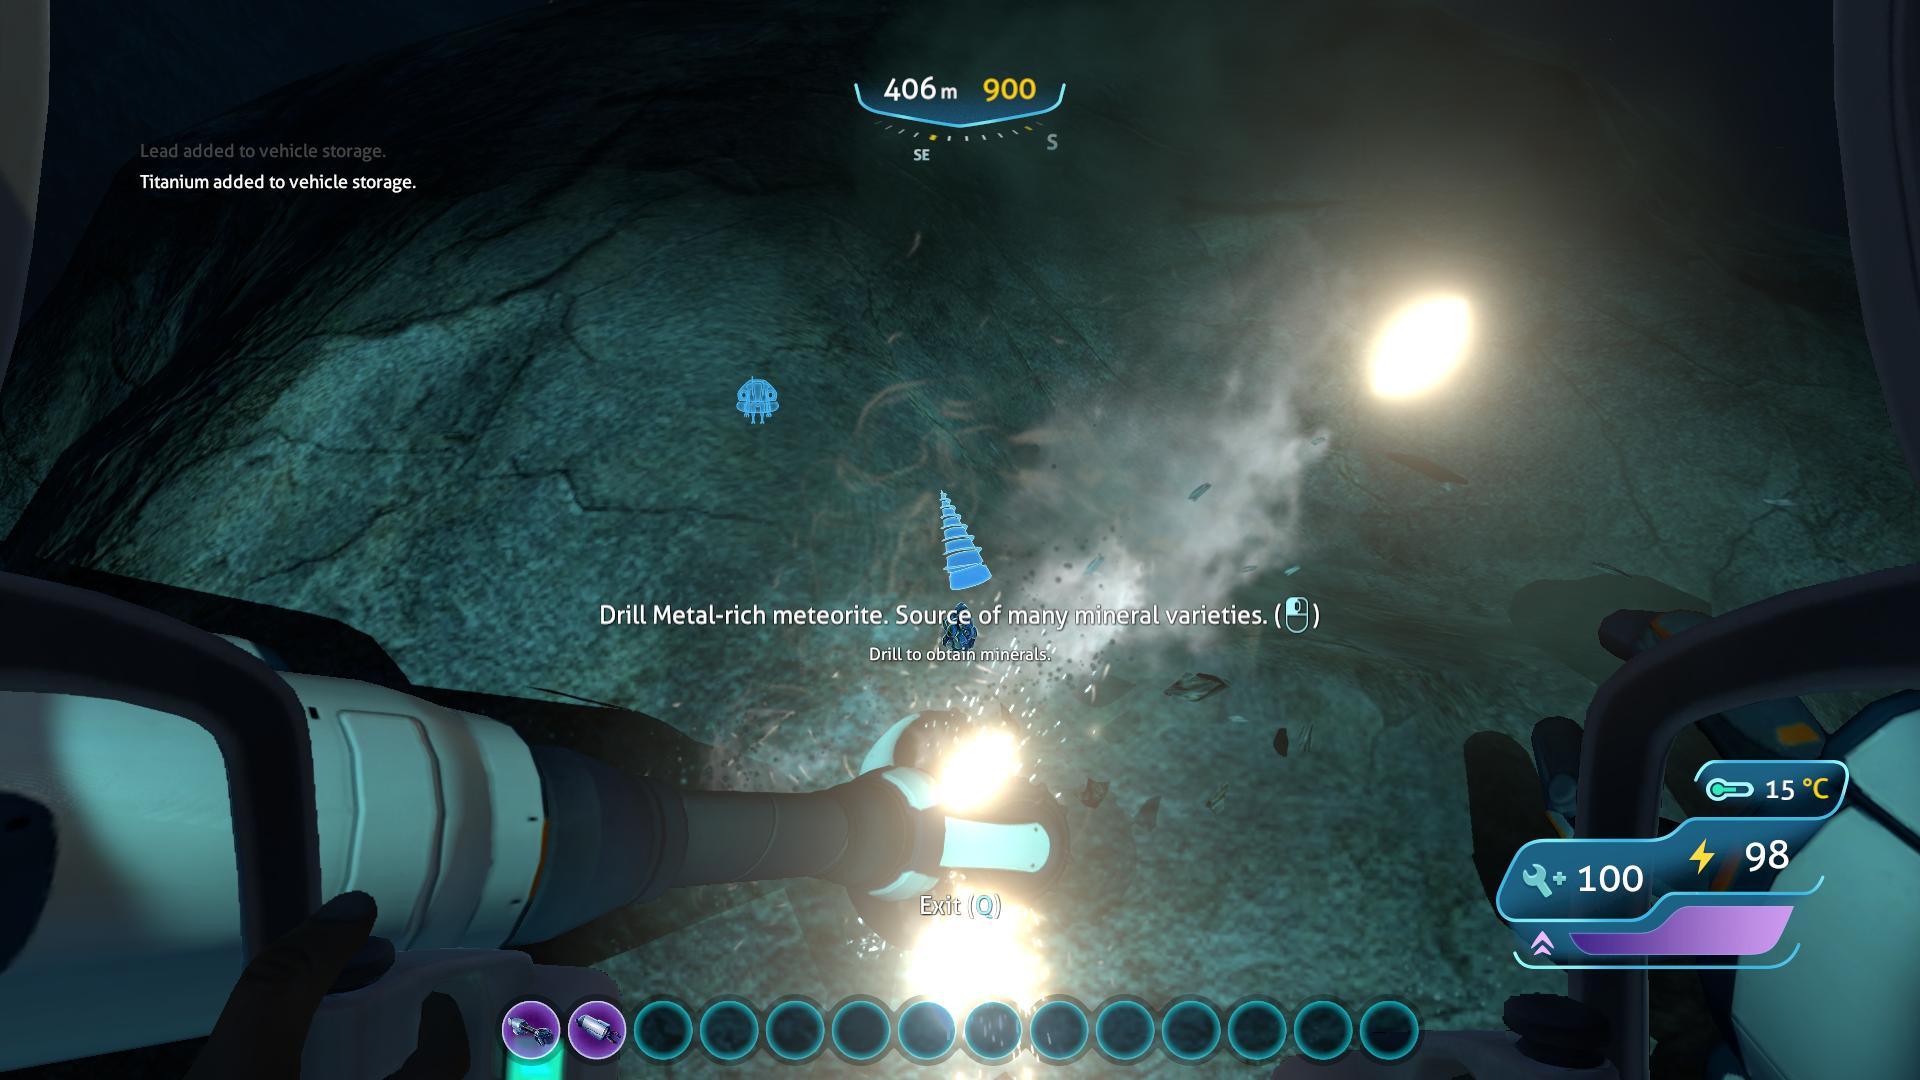 406m 900
SE
S
Lead added to vehicle storage.
Titanium added to vehicle storage.
Drill Metal-rich meteorite. Source of many mineral varieties. ( )
Drill to obtain minerals.
15 °C
98
100
Exit (Q)